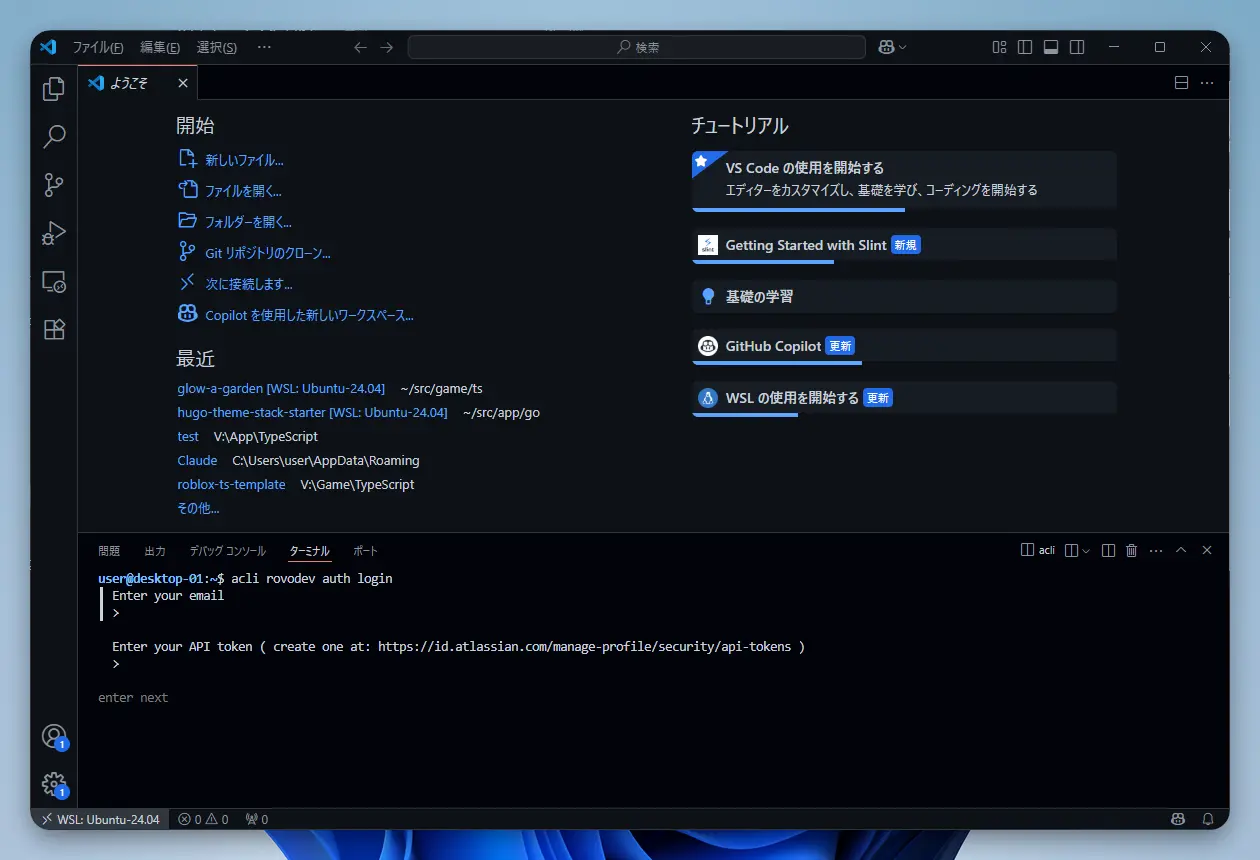 ファイル(F) 編集(E) 選択(S) … 検索
ようこそ
開始
新しいファイル...
ファイルを開く...
フォルダーを開く...
Git リポジトリのクローン...
次に接続します...
Copilot を使用した新しいワークスペース...
最近
glow-a-garden [WSL: Ubuntu-24.04] ~/src/game/ts
hugo-theme-stack-starter [WSL: Ubuntu-24.04] ~/src/app/go
test V:\App\TypeScript
Claude C:\Users\user\AppData\Roaming
roblox-ts-template V:\Game\TypeScript
その他...
チュートリアル
VS Code の使用を開始する
エディターをカスタマイズし、基礎を学び、コーディングを開始する
slint
Getting Started with Slint 新規
基礎の学習
GitHub Copilot 更新
WSL の使用を開始する 更新
問題 出力 デバッグ コンソール ターミナル ポート acli
user@desktop-01:~$ acli rovodev auth login
Enter your email
>
Enter your API token ( create one at: https://id.atlassian.com/manage-profile/security/api-tokens )
>
enter next
1
1
WSL: Ubuntu-24.04 0 0 0